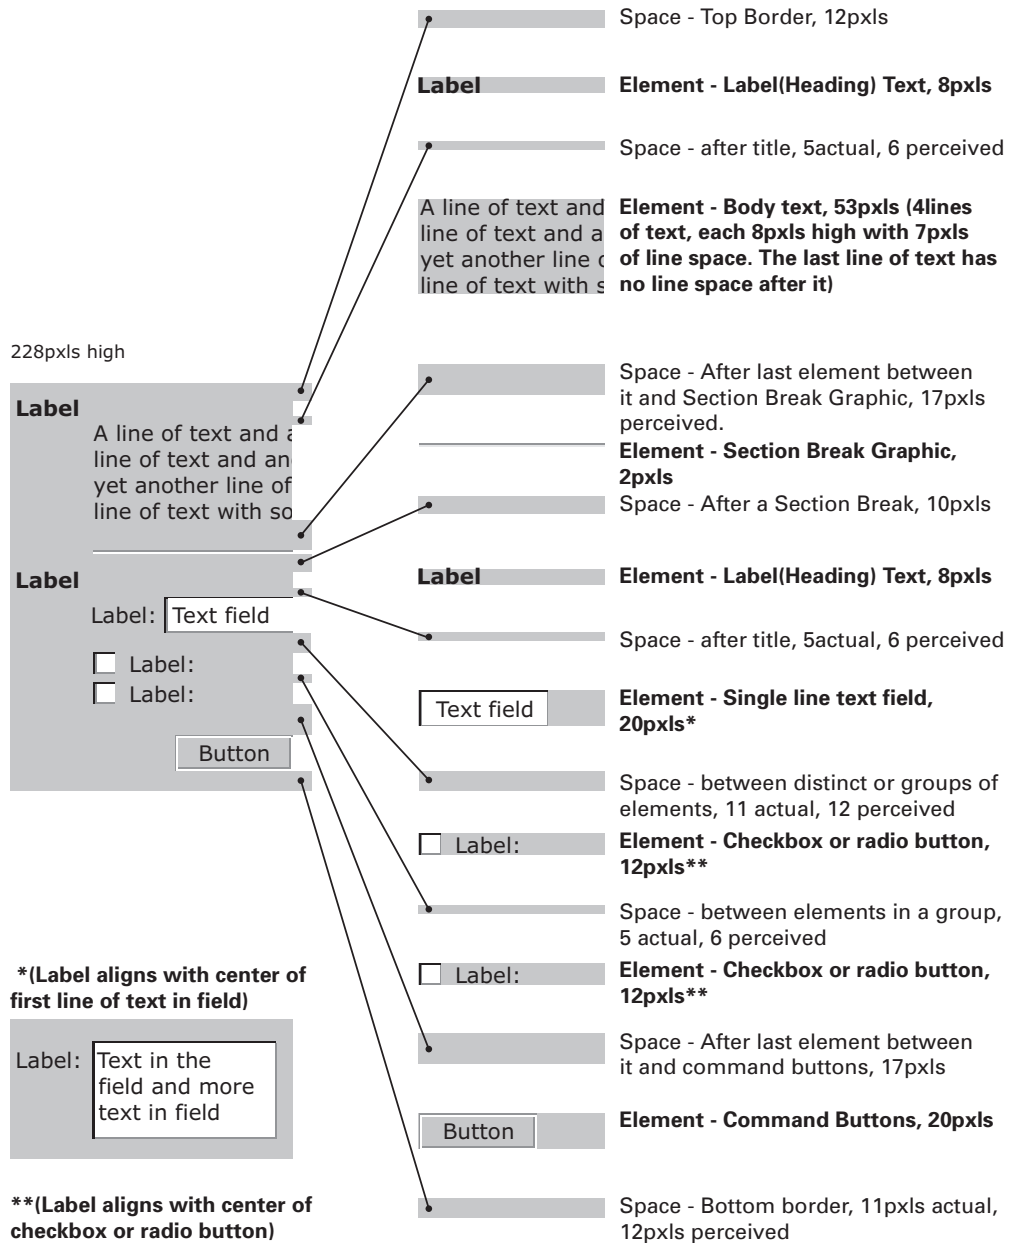 Space - Top Border, 12pxls
Label
Element - Label(Heading) Text, 8pxls
Space - after title, 5actual, 6 perceived
A line of text and
line of text and a
yet another line o
line of text with s
Element - Body text, 53pxls (4lines
of text, each 8pxls high with 7pxls
of line space. The last line of text has
no line space after it)
228pxls high
Label
A line of text and a
line of text and an
yet another line of
line of text with so
Label
Label: Text field
Label:
Label:
Button
Space - After last element between
it and Section Break Graphic, 17pxls
perceived.
Element - Section Break Graphic,
2pxls
Space - After a Section Break, 10pxls
Label
Element - Label(Heading) Text, 8pxls
Space - after title, 5actual, 6 perceived
Text field
Element - Single line text field,
20pxls*
Space - between distinct or groups of
elements, 11 actual, 12 perceived
Label:
Element - Checkbox or radio button,
12pxls**
Space - between elements in a group,
5 actual, 6 perceived
Label:
Element - Checkbox or radio button,
12pxls**
Space - After last element between
it and command buttons, 17pxls
Button
Element - Command Buttons, 20pxls
Space - Bottom border, 11pxls actual,
12pxls perceived
*(Label aligns with center of
first line of text in field)
Label:
Text in the
field and more
text in field
**(Label aligns with center of
checkbox or radio button)